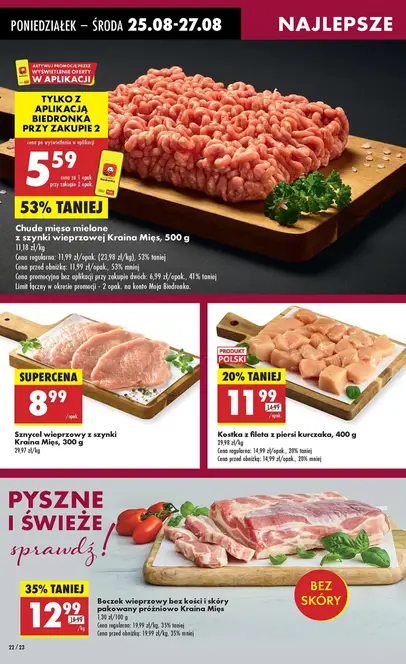 PONIEDZIAŁEK – ŚRODA 25.08-27.08
NAJLEPSZE
AKTYWUJ PROMOCJĘ PRZEZ
WYŚWIETLENIE OFERTY
W APLIKACJI
TYLKO Z
APLIKACJĄ
BIEDRONKA
PRZY ZAKUPIE 2
cena po wyświetleniu w aplikacji
5 59
cena za 1 opak.
przy zakupie 2 opak.
53% TANIEJ
Chude mięso mielone
z szynki wieprzowej Kraina Mięs, 500 g
11,18 zł/kg
Cena regularna: 11,99 zł/opak. (23,98 zł/kg), 53% taniej
Cena przed obniżką: 11,99 zł/opak., 53% mniej
Cena promocyjna bez aplikacji przy zakupie dwóch: 6,99 zł/opak., 41% taniej
Limit łączny w okresie promocji - 2 opak. na konto Moja Biedronka.
SUPERCENA
8 99
/opak.
Sznycel wieprzowy z szynki
Kraina Mięs, 300 g
29,97 zł/kg
PRODUKT
POLSKI
20% TANIEJ
11 99
14,99
/opak.
Kostka z fileta z piersi kurczaka, 400 g
29,98 zł/kg
Cena regularna: 14,99 zł/opak., 20% taniej
Cena przed obniżką: 14,99 zł/opak., 20% mniej
PYSZNE
I ŚWIEŻE
sprawdź!
BEZ
SKÓRY
35% TANIEJ
12 99
19,99
/kg
Boczek wieprzowy bez kości i skóry
pakowany próżniowo Kraina Mięs
1,30 zł/100 g
Cena regularna: 19,99 zł/kg, 35% taniej
Cena przed obniżką: 19,99 zł/kg, 35% mniej
22 / 23